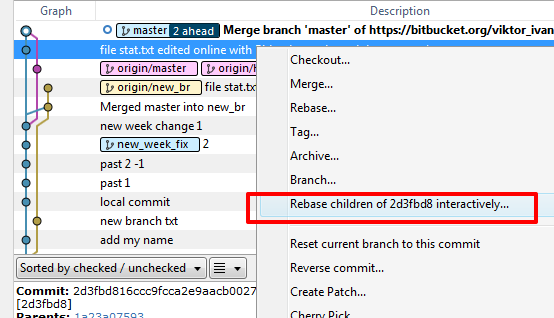 Graph Description
master 2 ahead Merge branch 'master' of https://bitbucket.org/viktor_ivan
file stat.txt edited online with
origin/master origin/
origin/new_br file stat.txt
Merged master into new_br
new week change 1
new_week_fix 2
past 2 -1
past 1
local commit
new branch txt
add my name
Checkout...
Merge...
Rebase...
Tag...
Archive...
Branch...
Rebase children of 2d3fbd8 interactively...
Reset current branch to this commit
Reverse commit...
Create Patch...
Cherry Pick
Sorted by checked / unchecked
Commit: 2d3fbd816ccc9fcca2e9aacb0027
[2d3fbd8]
Parents: 1a23a07593